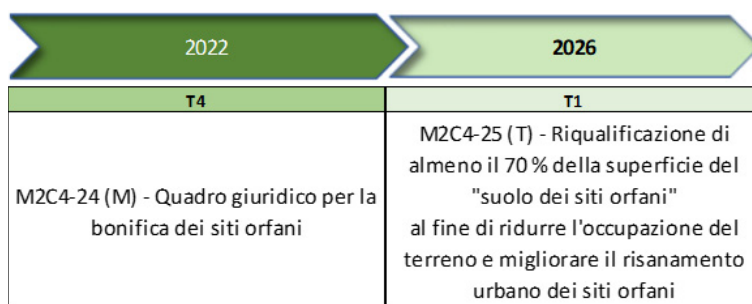 2022
2026
T4
T1
M2C4-24 (M) - Quadro giuridico per la
bonifica dei siti orfani
M2C4-25 (T) - Riqualificazione di
almeno il 70 % della superficie del
"suolo dei siti orfani"
al fine di ridurre l'occupazione del
terreno e migliorare il risanamento
urbano dei siti orfani